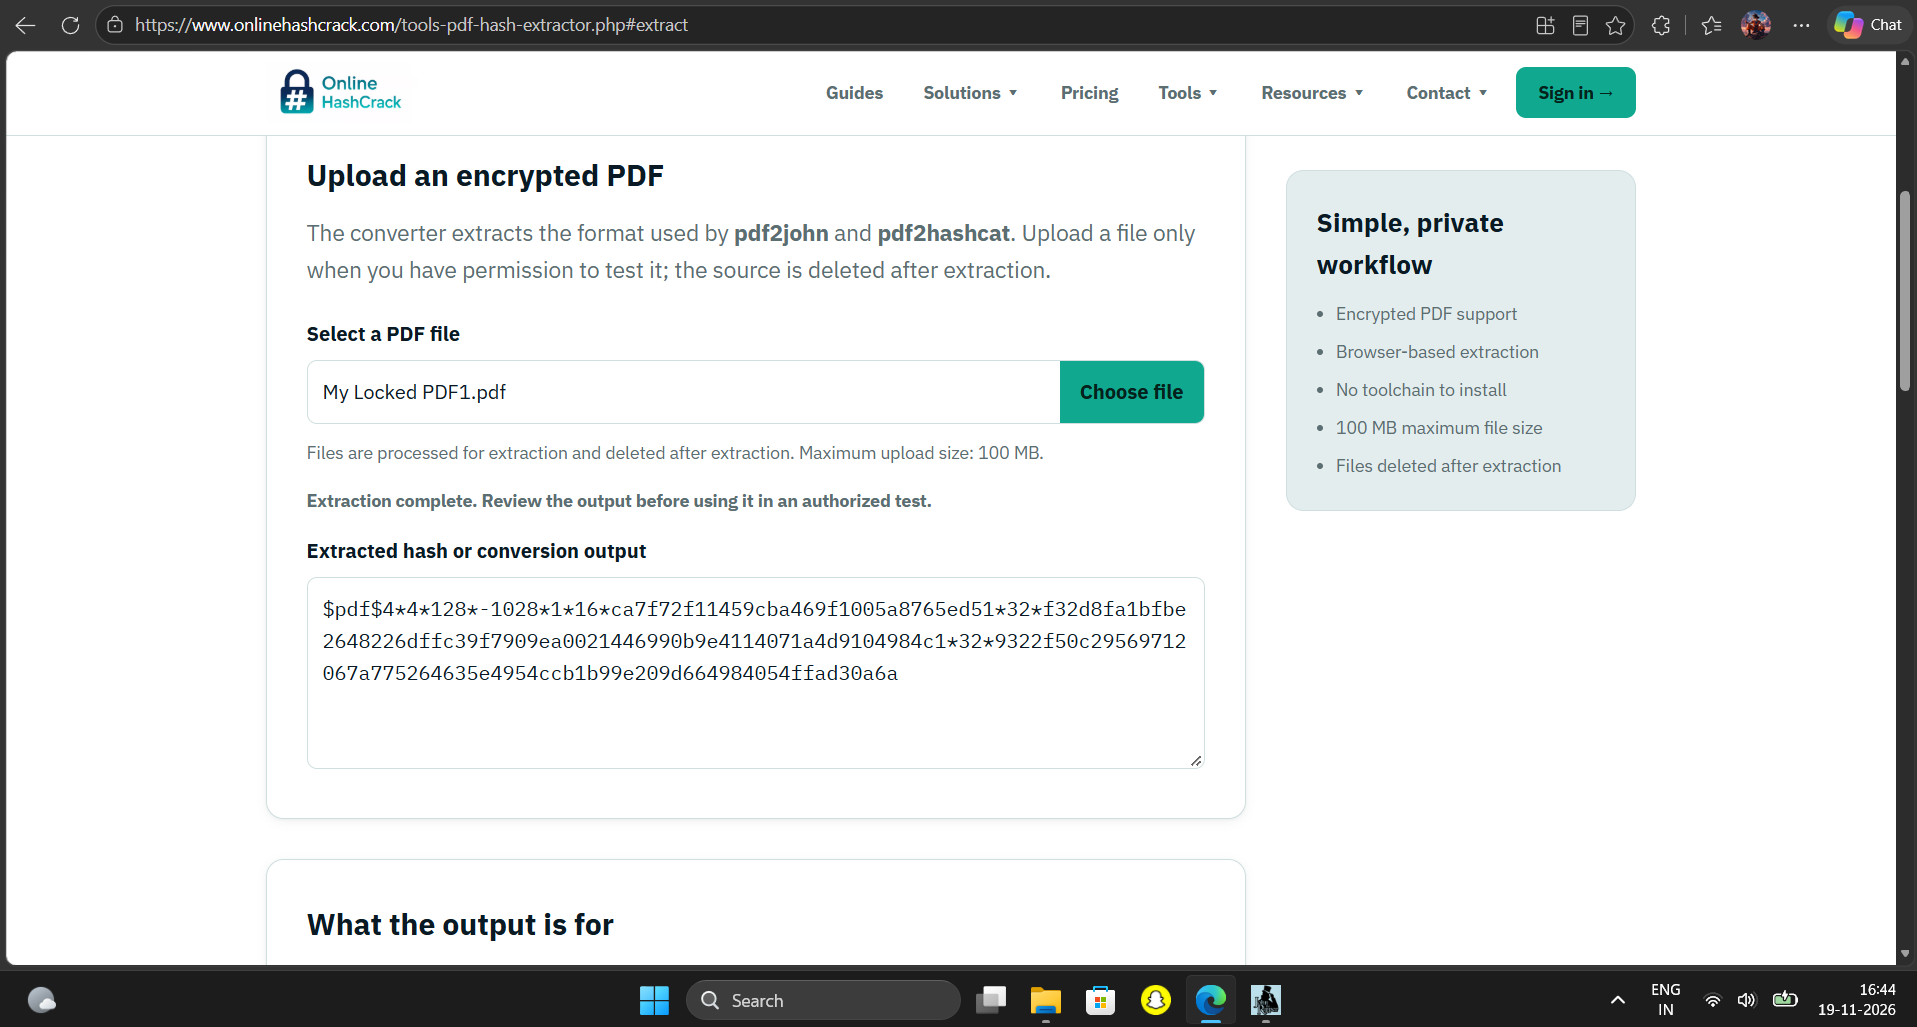 https://www.onlinehashcrack.com/tools-pdf-hash-extractor.php#extract
Chat
Online
HashCrack
#
Guides
Solutions
Pricing
Tools
Resources
Contact
Sign in →
Upload an encrypted PDF
The converter extracts the format used by pdf2john and pdf2hashcat. Upload a file only
when you have permission to test it; the source is deleted after extraction.
Select a PDF file
My Locked PDF1.pdf
Choose file
Files are processed for extraction and deleted after extraction. Maximum upload size: 100 MB.
Extraction complete. Review the output before using it in an authorized test.
Extracted hash or conversion output
$pdf$4*4*128*-1028*1*16*ca7f72f11459cba469f1005a8765ed51*32*f32d8fa1bfbe
2648226dffc39f7909ea0021446990b9e4114071a4d9104984c1*32*9322f50c29569712
067a775264635e4954ccb1b99e209d664984054ffad30a6a
What the output is for
Simple, private
workflow
• Encrypted PDF support
• Browser-based extraction
• No toolchain to install
• 100 MB maximum file size
• Files deleted after extraction
Search
ENG
IN
16:44
19-11-2026